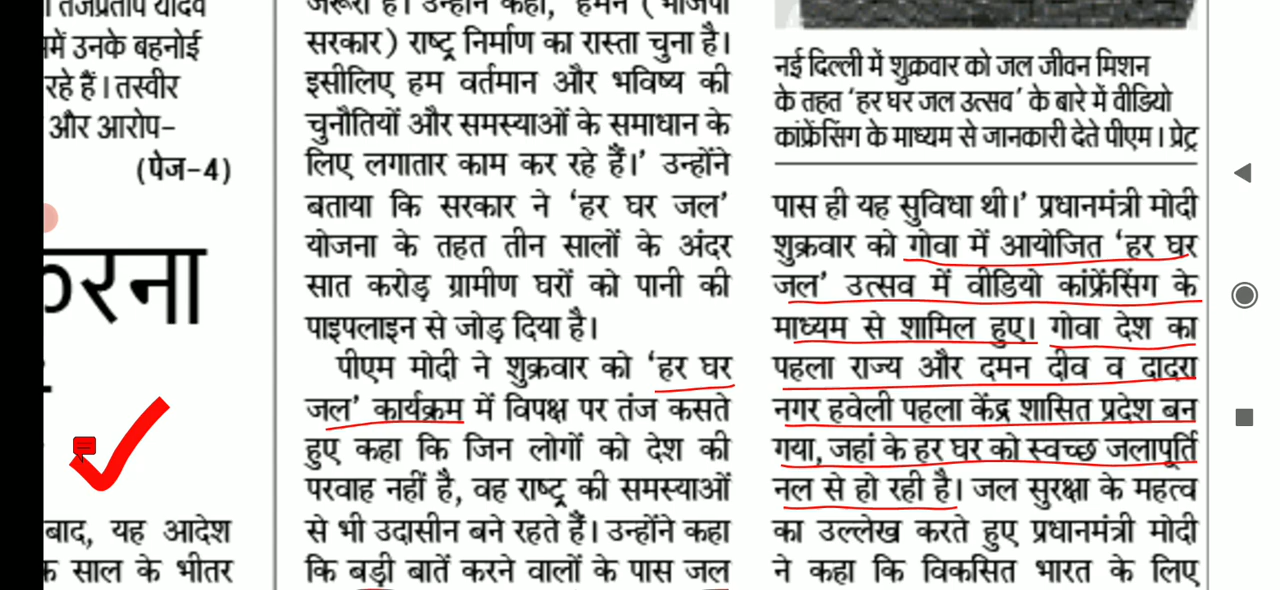 तेजप्रताप यादव
में उनके बहनोई
रहे हैं। तस्वीर
और आरोप-
(पेज-4)
करना
बाद, यह आदेश
साल के भीतर
जरूरी है। उन्होंने कहा, 'हमने (भाजपा
सरकार) राष्ट्र निर्माण का रास्ता चुना है।
इसीलिए हम वर्तमान और भविष्य की
चुनौतियों और समस्याओं के समाधान के
लिए लगातार काम कर रहे हैं।' उन्होंने
बताया कि सरकार ने 'हर घर जल'
योजना के तहत तीन सालों के अंदर
सात करोड़ ग्रामीण घरों को पानी की
पाइपलाइन से जोड़ दिया है।
पीएम मोदी ने शुक्रवार को 'हर घर
जल' कार्यक्रम में विपक्ष पर तंज कसते
हुए कहा कि जिन लोगों को देश की
परवाह नहीं है, वह राष्ट्र की समस्याओं
से भी उदासीन बने रहते हैं। उन्होंने कहा
कि बड़ी बातें करने वालों के पास जल
नई दिल्ली में शुक्रवार को जल जीवन मिशन
के तहत 'हर घर जल उत्सव' के बारे में वीडियो
कांफ्रेंसिंग के माध्यम से जानकारी देते पीएम। प्रेट्र
पास ही यह सुविधा थी।' प्रधानमंत्री मोदी
शुक्रवार को गोवा में आयोजित 'हर घर
जल' उत्सव में वीडियो कांफ्रेंसिंग के
माध्यम से शामिल हुए। गोवा देश का
पहला राज्य और दमन दीव व दादरा
नगर हवेली पहला केंद्र शासित प्रदेश बन
गया, जहां के हर घर को स्वच्छ जलापूर्ति
नल से हो रही है। जल सुरक्षा के महत्व
का उल्लेख करते हुए प्रधानमंत्री मोदी
ने कहा कि विकसित भारत के लिए